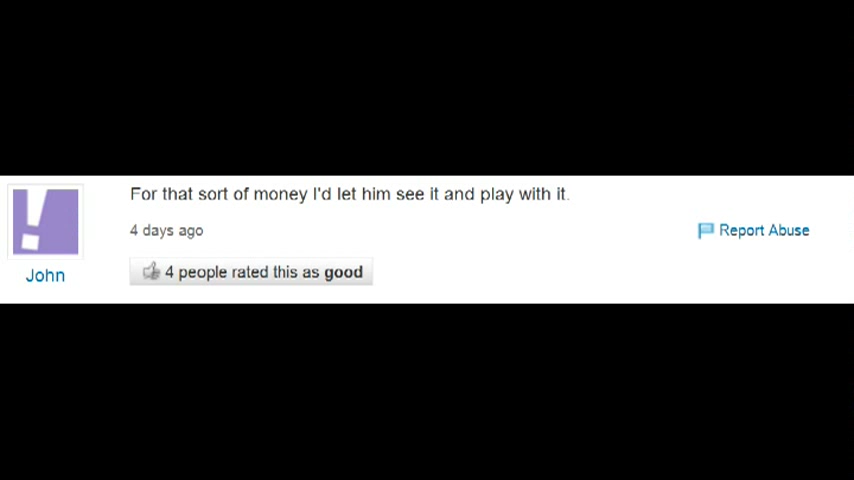 For that sort of money I'd let him see it and play with it.
4 days ago
Report Abuse
4 people rated this as good
John